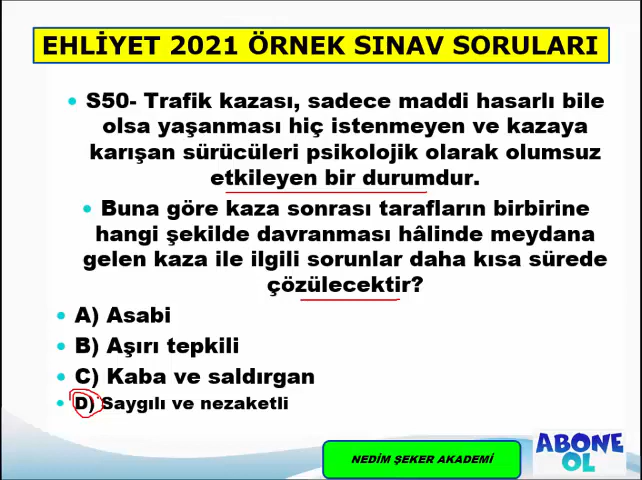 EHLİYET 2021 ÖRNEK SINAV SORULARI
• S50- Trafik kazası, sadece maddi hasarlı bile
olsa yaşanması hiç istenmeyen ve kazaya
karışan sürücüleri psikolojik olarak olumsuz
etkileyen bir durumdur.
• Buna göre kaza sonrası tarafların birbirine
hangi şekilde davranması hâlinde meydana
gelen kaza ile ilgili sorunlar daha kısa sürede
çözülecektir?
• A) Asabi
• B) Aşırı tepkili
• C) Kaba ve saldırgan
• D) Saygılı ve nezaketli
NEDİM ŞEKER AKADEMİ
ABONE
OL